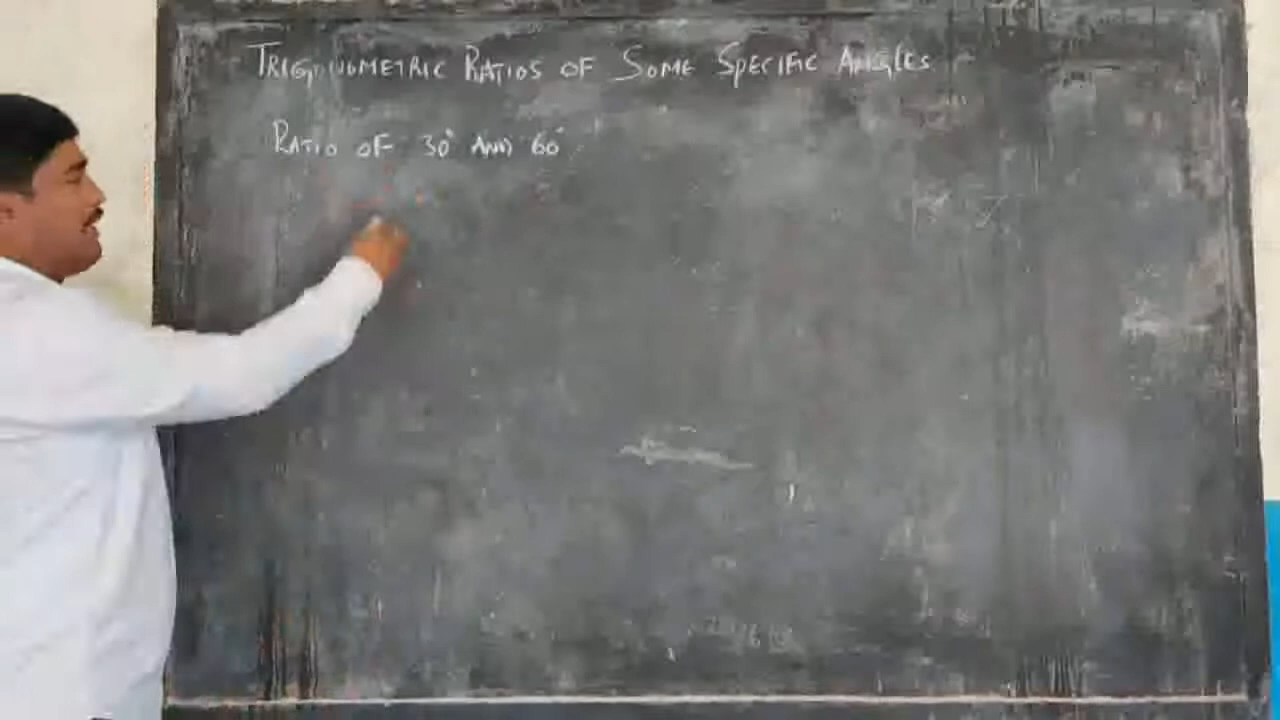 TRIGONOMETRIC RATIOS OF SOME SPECIFIC ANGLES
RATIO OF 30° AND 60°